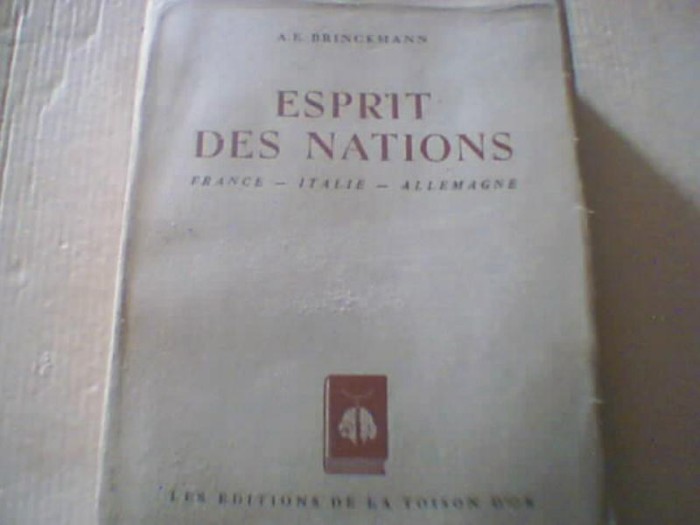 A.E. BRINCKMANN
ESPRIT
DES NATIONS
FRANCE — ITALIE — ALLEMAGNE
LES EDITIONS DE LA TOISON D'OR